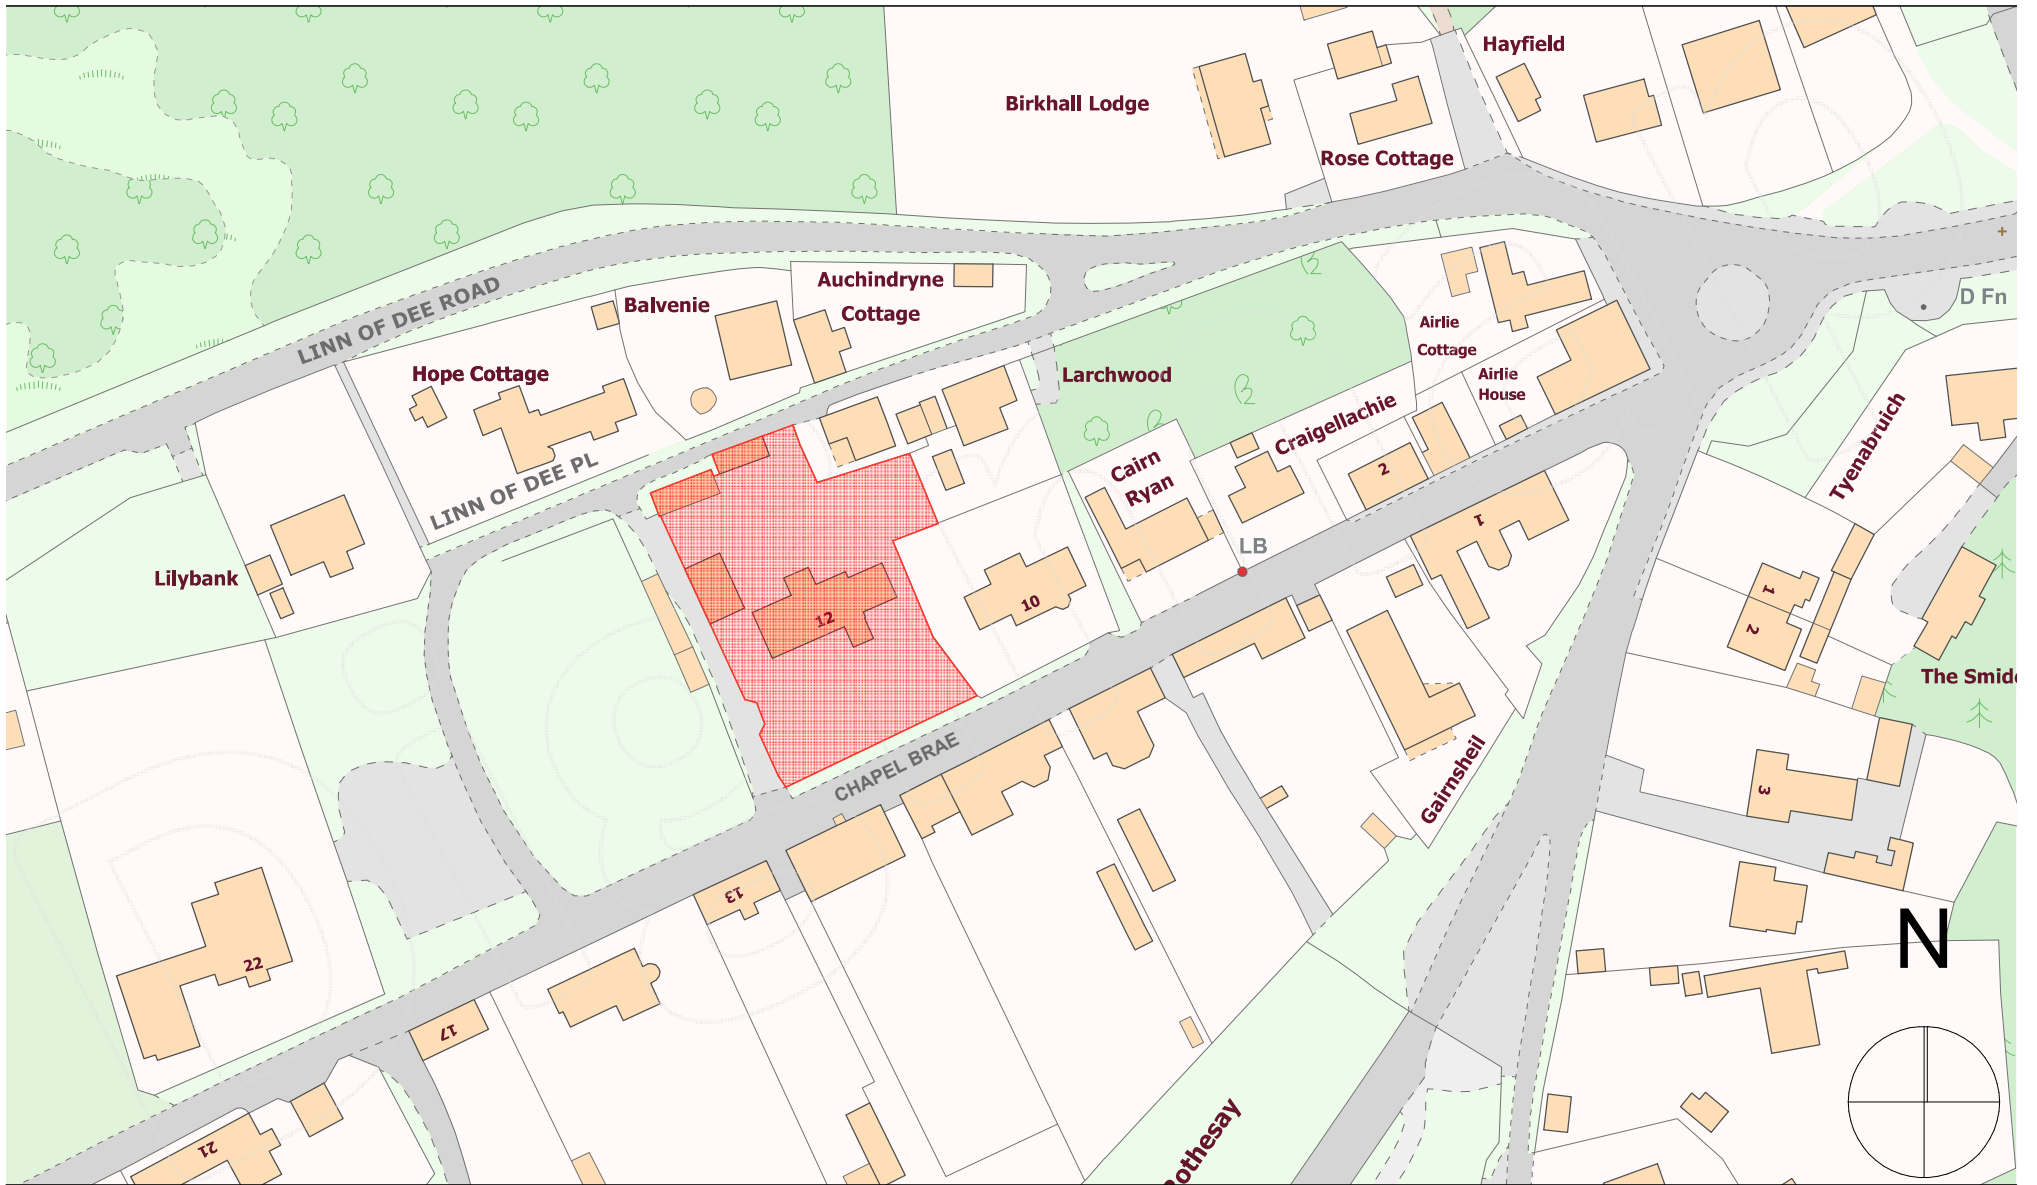 Hayfield
Birkhall Lodge
Rose Cottage
LINN OF DEE ROAD
Balvenie
Auchindryne
Cottage
D Fn
Airlie
Cottage
Hope Cottage
Larchwood
Airlie
House
Craigellachie
Tyenabruich
Cairn
Ryan
2
LINN OF DEE PL
1
LB
Lilybank
12
10
1
2
The Smid
CHAPEL BRAE
Gairnsheil
3
13
22
N
17
othesay
21